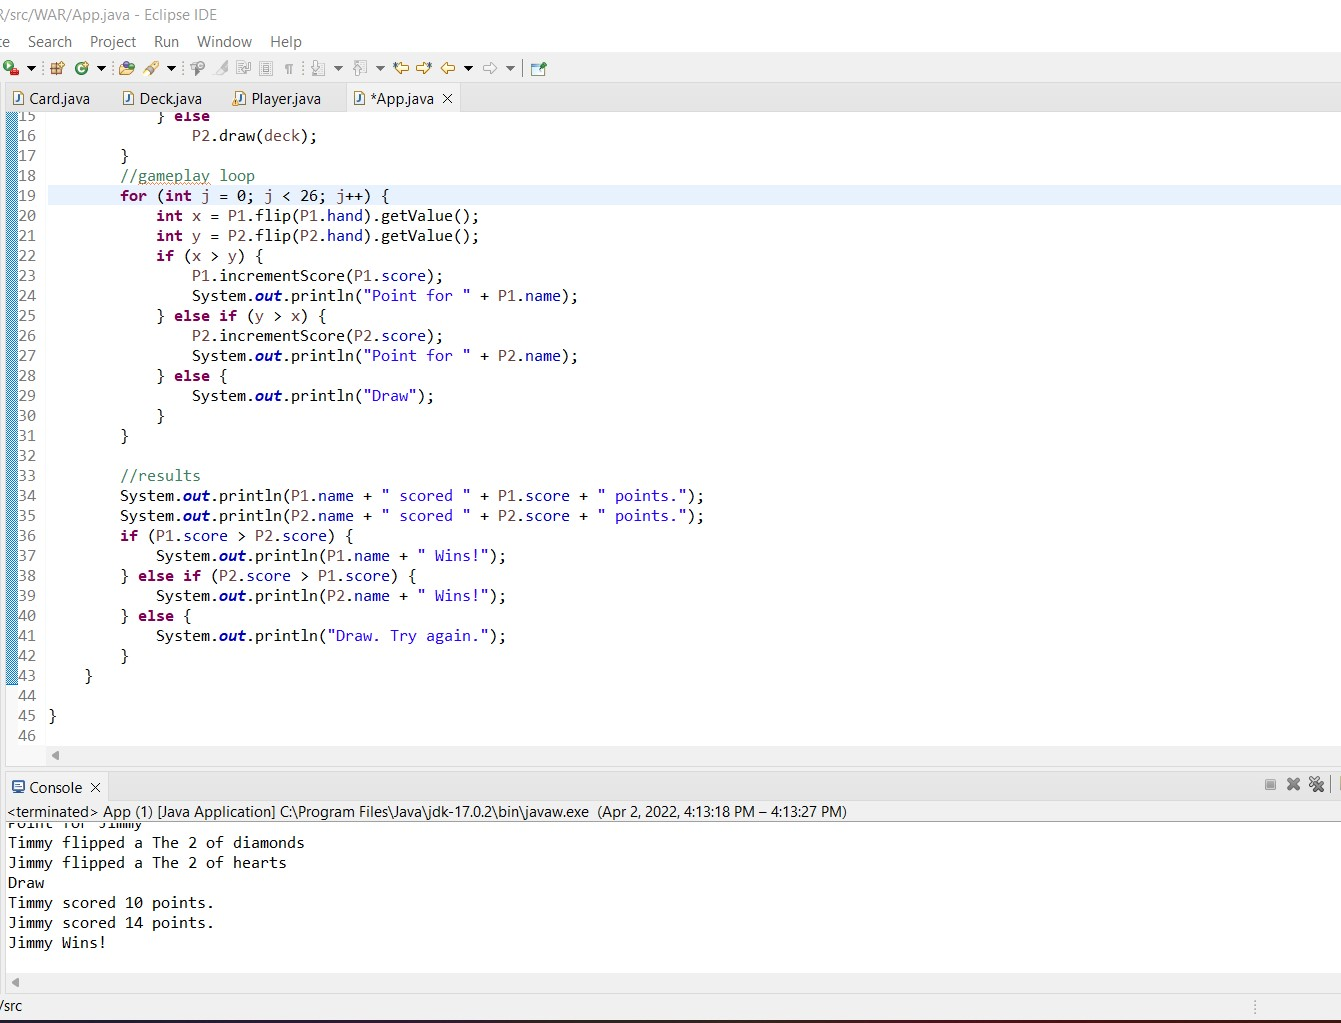 R/src/WAR/App.java - Eclipse IDE
te Search Project Run Window Help
Card.java Deck.java Player.java *App.java
15 } else
16 P2.draw(deck);
17 }
18 //gameplay loop
19 for (int j = 0; j < 26; j++) {
20 int x = P1.flip(P1.hand).getValue();
21 int y = P2.flip(P2.hand).getValue();
22 if (x > y) {
23 P1.incrementScore(P1.score);
24 System.out.println("Point for " + P1.name);
25 } else if (y > x) {
26 P2.incrementScore(P2.score);
27 System.out.println("Point for " + P2.name);
28 } else {
29 System.out.println("Draw");
30 }
31 }
32
33 //results
34 System.out.println(P1.name + " scored " + P1.score + " points.");
35 System.out.println(P2.name + " scored " + P2.score + " points.");
36 if (P1.score > P2.score) {
37 System.out.println(P1.name + " Wins!");
38 } else if (P2.score > P1.score) {
39 System.out.println(P2.name + " Wins!");
40 } else {
41 System.out.println("Draw. Try again.");
42 }
43 }
44
45 }
46
Console
<terminated> App (1) [Java Application] C:\Program Files\Java\jdk-17.0.2\bin\javaw.exe (Apr 2, 2022, 4:13:18 PM – 4:13:27 PM)
Point for Jimmy
Timmy flipped a The 2 of diamonds
Jimmy flipped a The 2 of hearts
Draw
Timmy scored 10 points.
Jimmy scored 14 points.
Jimmy Wins!
/src